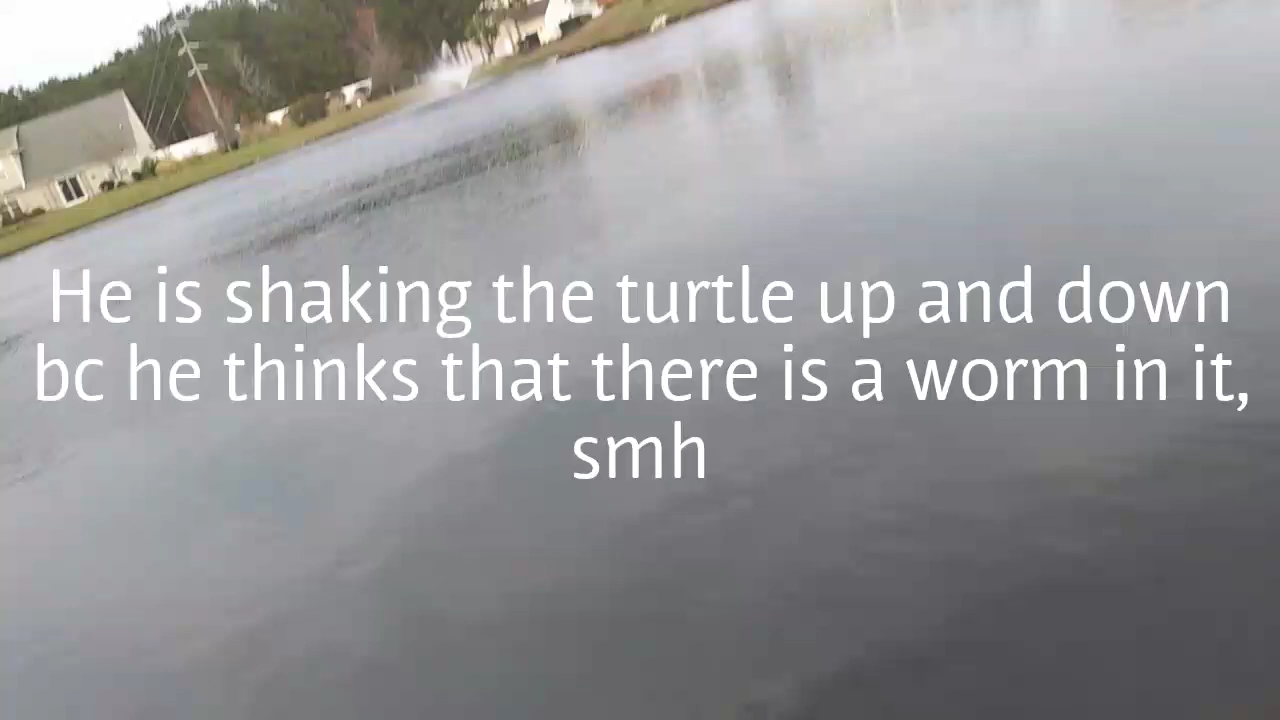 He is shaking the turtle up and down
bc he thinks that there is a worm in it,
smh